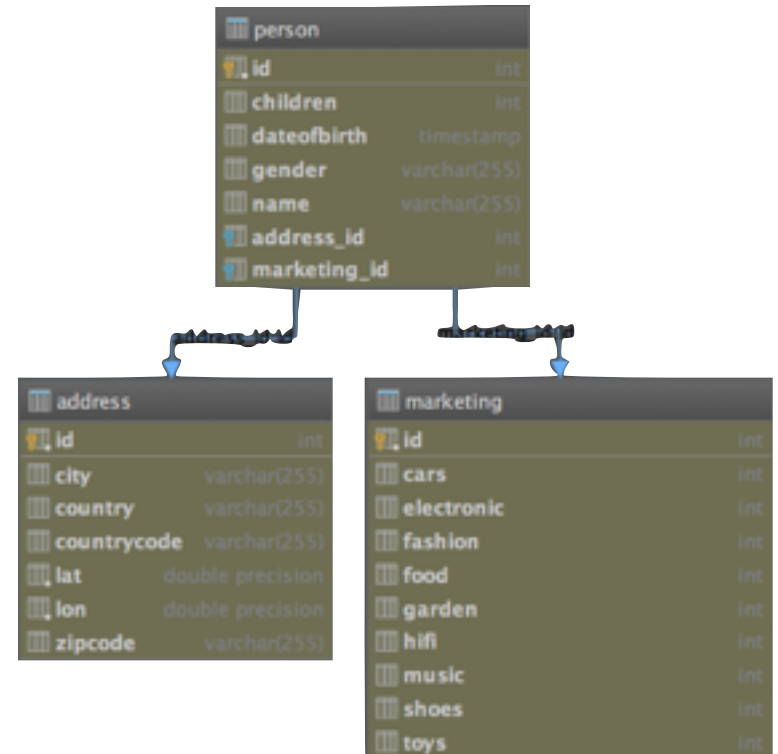 person
id int
children int
dateofbirth timestamp
gender varchar(255)
name varchar(255)
address_id int
marketing_id int
address
id int
city varchar(255)
country varchar(255)
countrycode varchar(255)
lat double precision
lon double precision
zipcode varchar(255)
marketing
id int
cars int
electronic int
fashion int
food int
garden int
hifi int
music int
shoes int
toys int